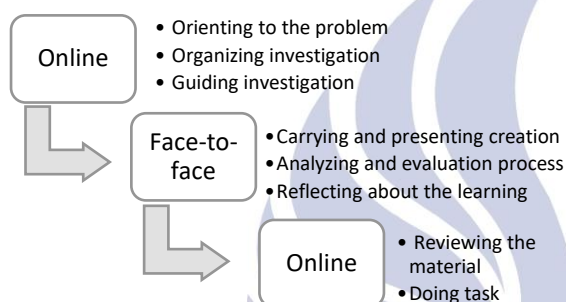 Online
• Orienting to the problem
• Organizing investigation
• Guiding investigation
Face-to-
face
•Carrying and presenting creation
•Analyzing and evaluation process
•Reflecting about the learning
Online
• Reviewing the
material
•Doing task